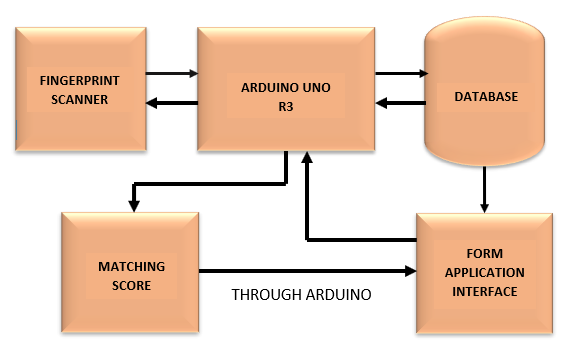 FINGERPRINT
SCANNER
ARDUINO UNO
R3
DATABASE
MATCHING
SCORE
THROUGH ARDUINO
FORM
APPLICATION
INTERFACE